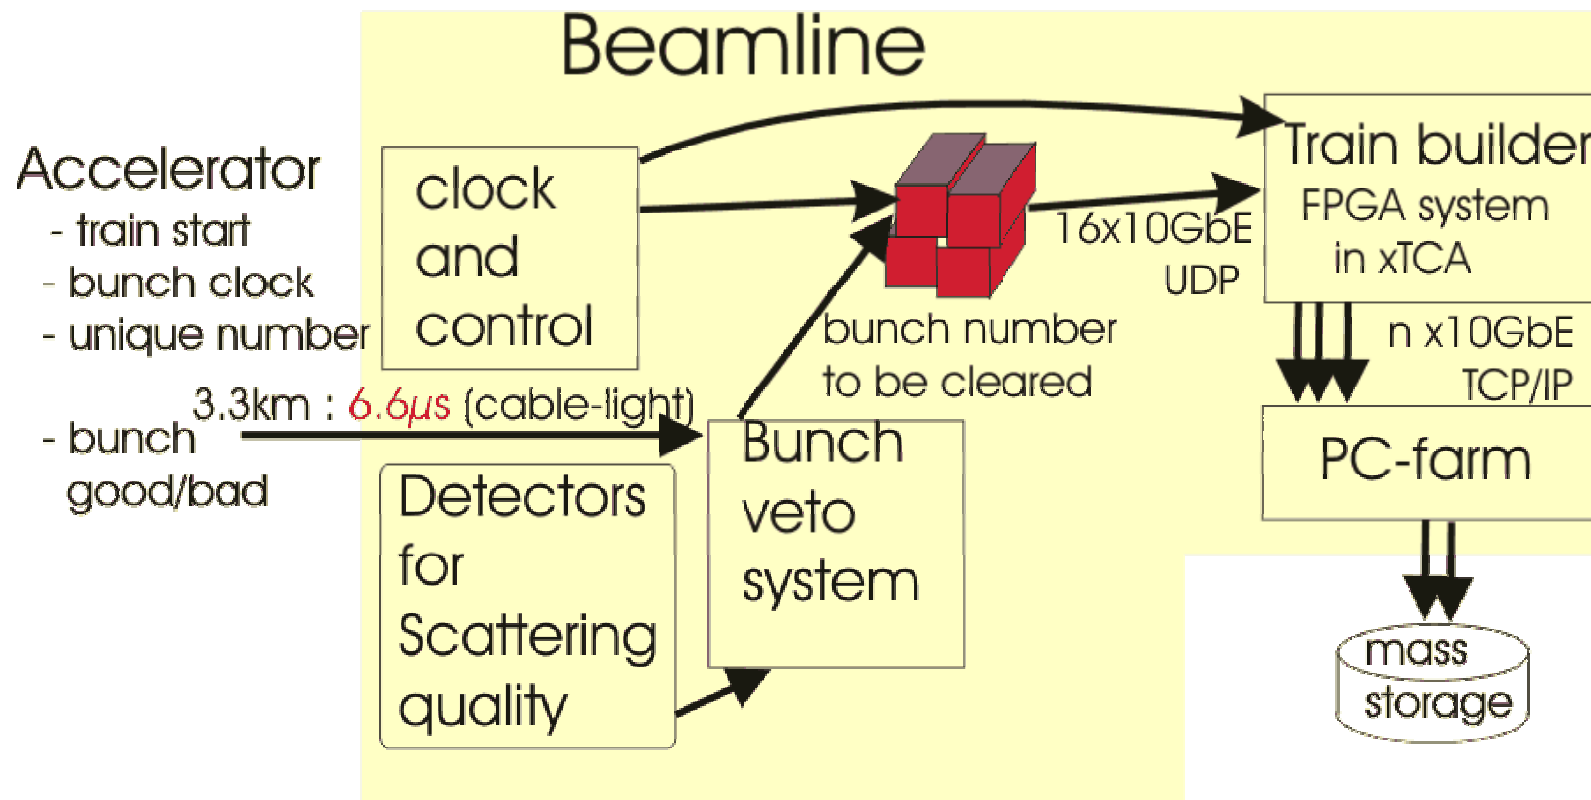 Beamline
Accelerator
- train start
- bunch clock
- unique number
3.3km : 6.6µs (cable-light)
- bunch
good/bad
clock
and
control
Detectors
for
Scattering
quality
Bunch
veto
system
bunch number
to be cleared
16x10GbE
UDP
Train builder
FPGA system
in xTCA
n x10GbE
TCP/IP
PC-farm
mass
storage